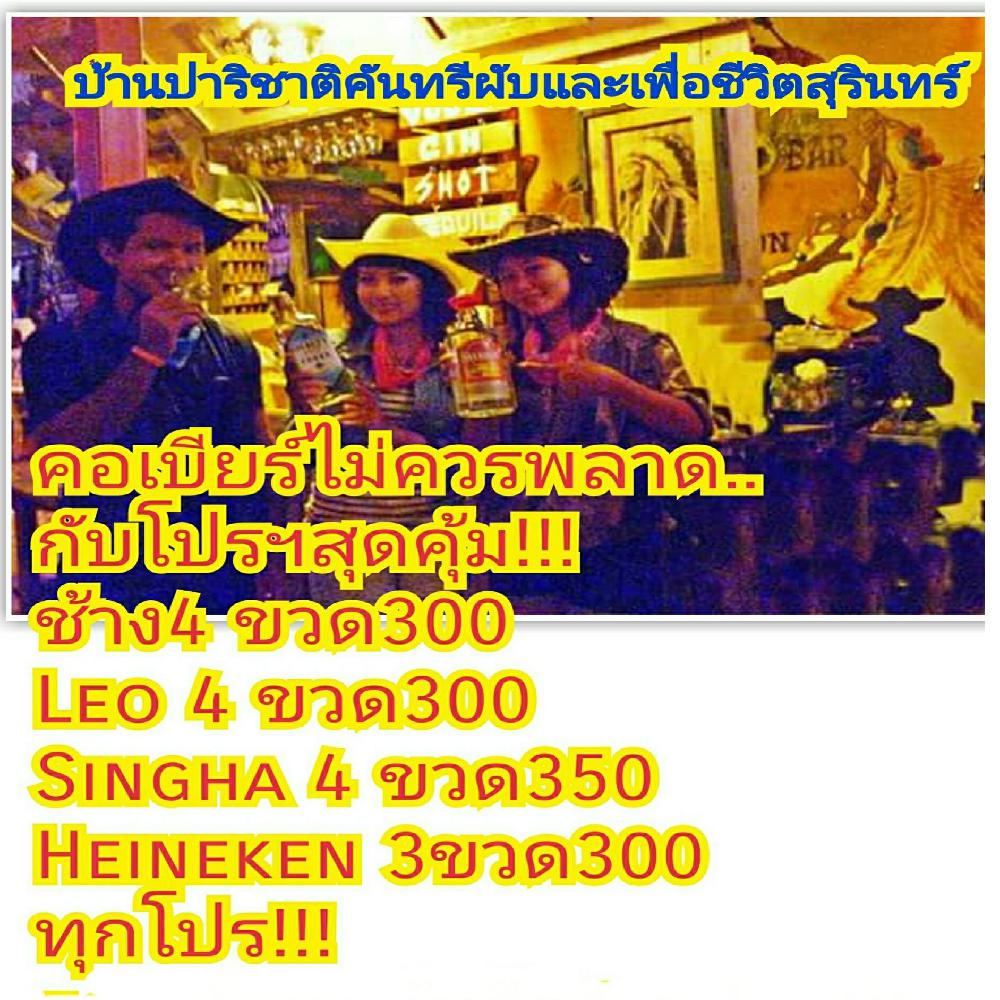 บ้านปาริชาติคันทรีผับและเพื่อชีวิตสุรินทร์
GIN
SHOT
TEQUILA
BAR
คอเบียร์ไม่ควรพลาด..
กับโปรฯสุดคุ้ม!!!
ช้าง4 ขวด300
LEO 4 ขวด300
SINGHA 4 ขวด350
HEINEKEN 3ขวด300
ทุกโปร!!!